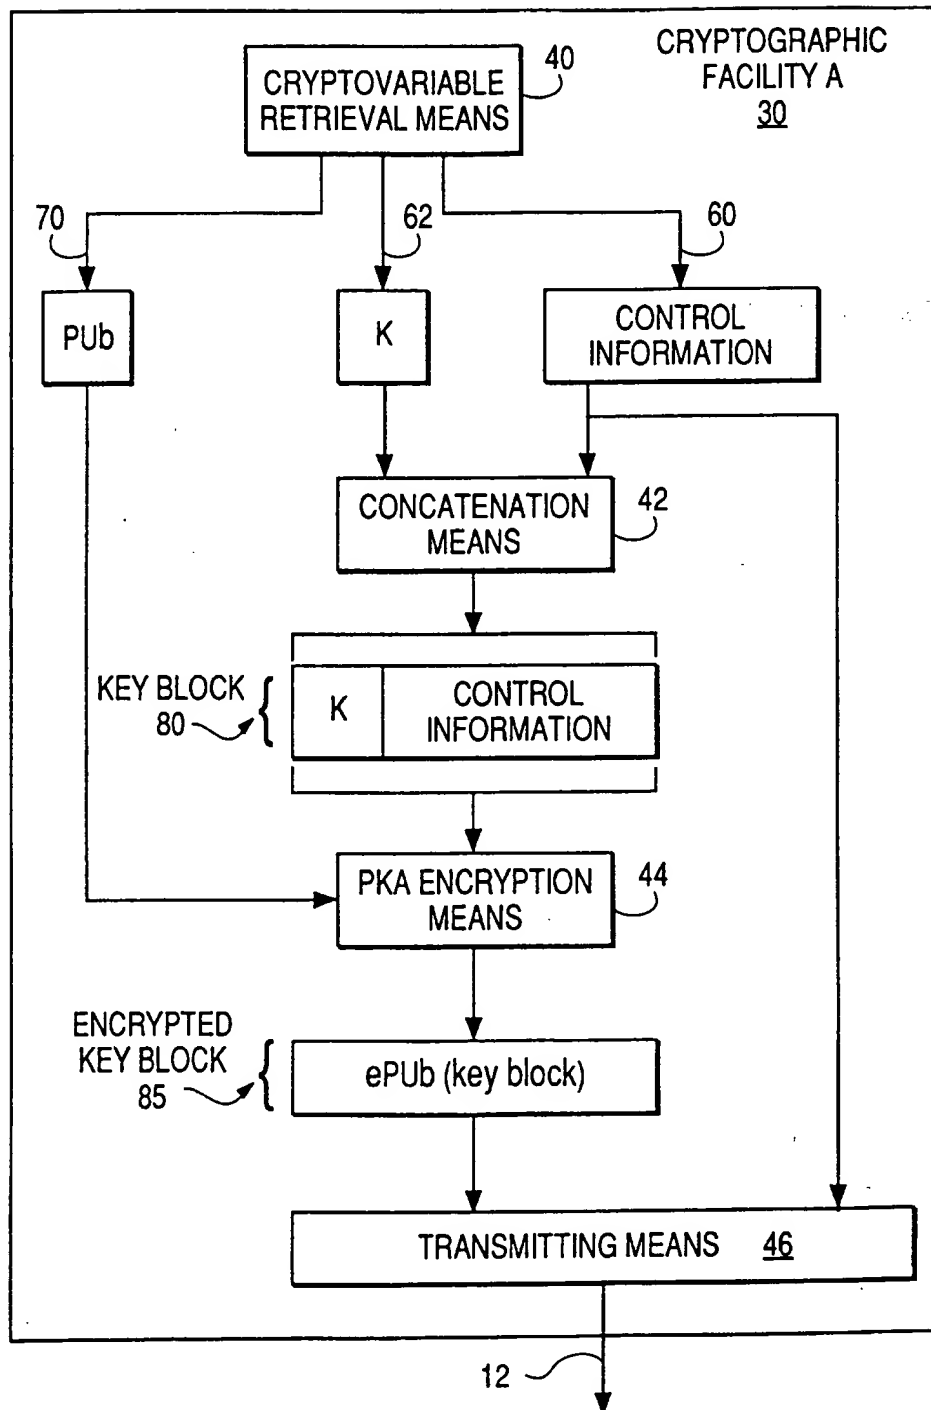 CRYPTOGRAPHIC
FACILITY A
30
CRYPTOVARIABLE
RETRIEVAL MEANS
40
70
62
60
PUb
K
CONTROL
INFORMATION
CONCATENATION
MEANS
42
KEY BLOCK
80
{
K
CONTROL
INFORMATION
PKA ENCRYPTION
MEANS
44
ENCRYPTED
KEY BLOCK
85
{
ePUb (key block)
TRANSMITTING MEANS 46
12